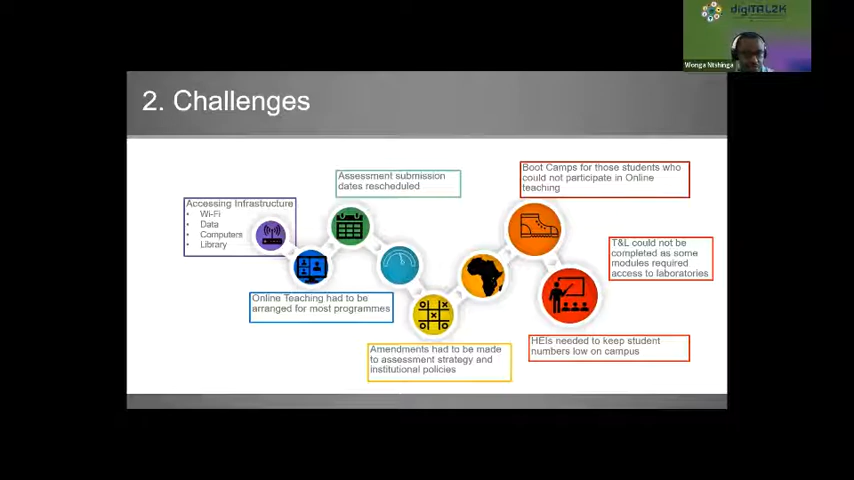 digiTAL2K
Wonga Ntshinga
2. Challenges
Assessment submission
dates rescheduled
Boot Camps for those students who
could not participate in Online
teaching
Accessing Infrastructure
• Wi-Fi
• Data
• Computers
• Library
T&L could not be
completed as some
modules required
access to laboratories
Online Teaching had to be
arranged for most programmes
Amendments had to be made
to assessment strategy and
institutional policies
HEIs needed to keep student
numbers low on campus